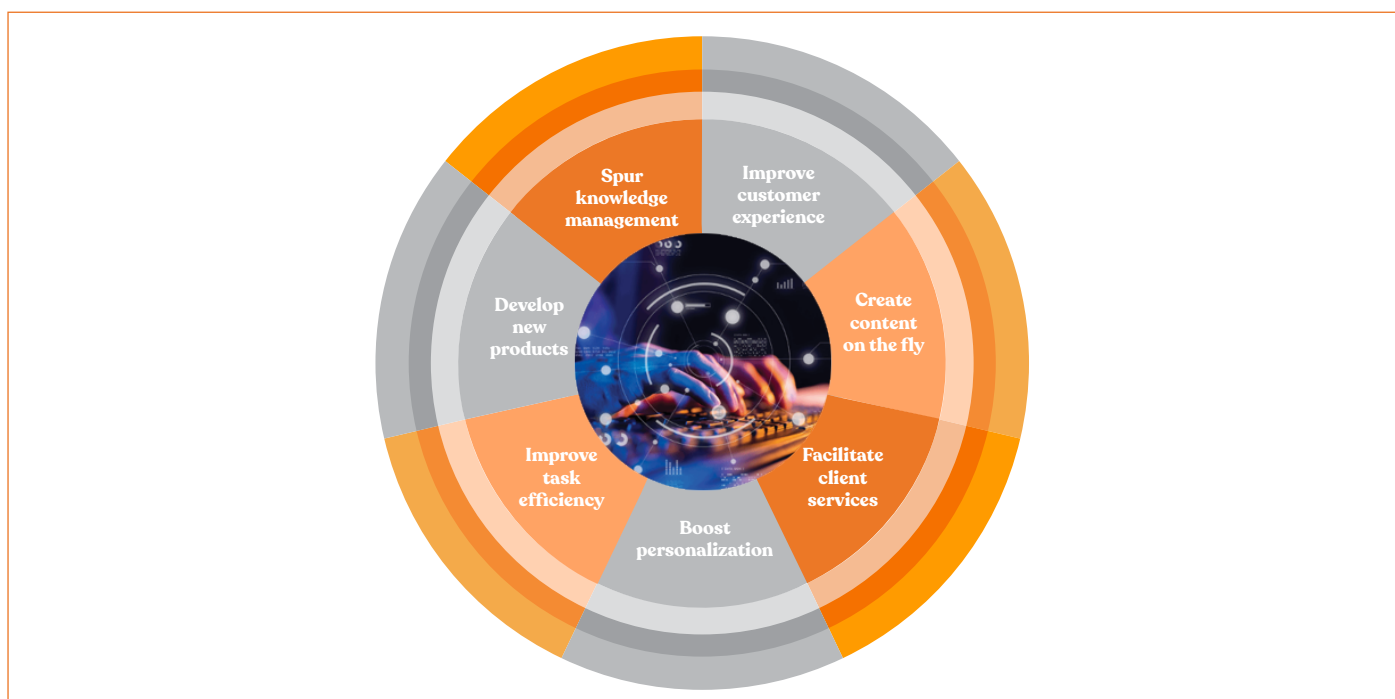 Spur
knowledge
management
Improve
customer
experience
Create
content
on the fly
Facilitate
client
services
Boost
personalization
Improve
task
efficiency
Develop
new
products